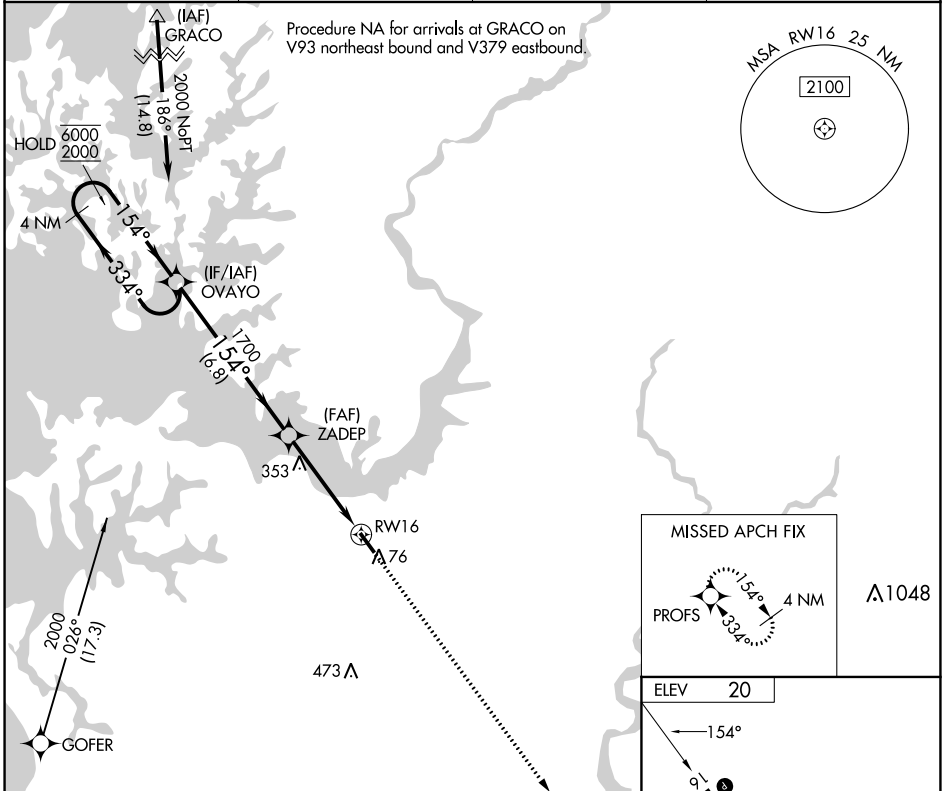 (IAF)
GRACO
Procedure NA for arrivals at GRACO on
V93 northeast bound and V379 eastbound.
MSA RW16 25 NM
2100
2000 NoPT
186°
(14.8)
HOLD
6000
2000
4 NM
154°
334°
(IF/IAF)
OVAYO
1700
154°
(6.8)
(FAF)
ZADEP
353
RW16
76
MISSED APCH FIX
PROFS
154°
334°
4 NM
1048
2000
026°
(17.3)
GOFER
473
ELEV 20
154°
16
P